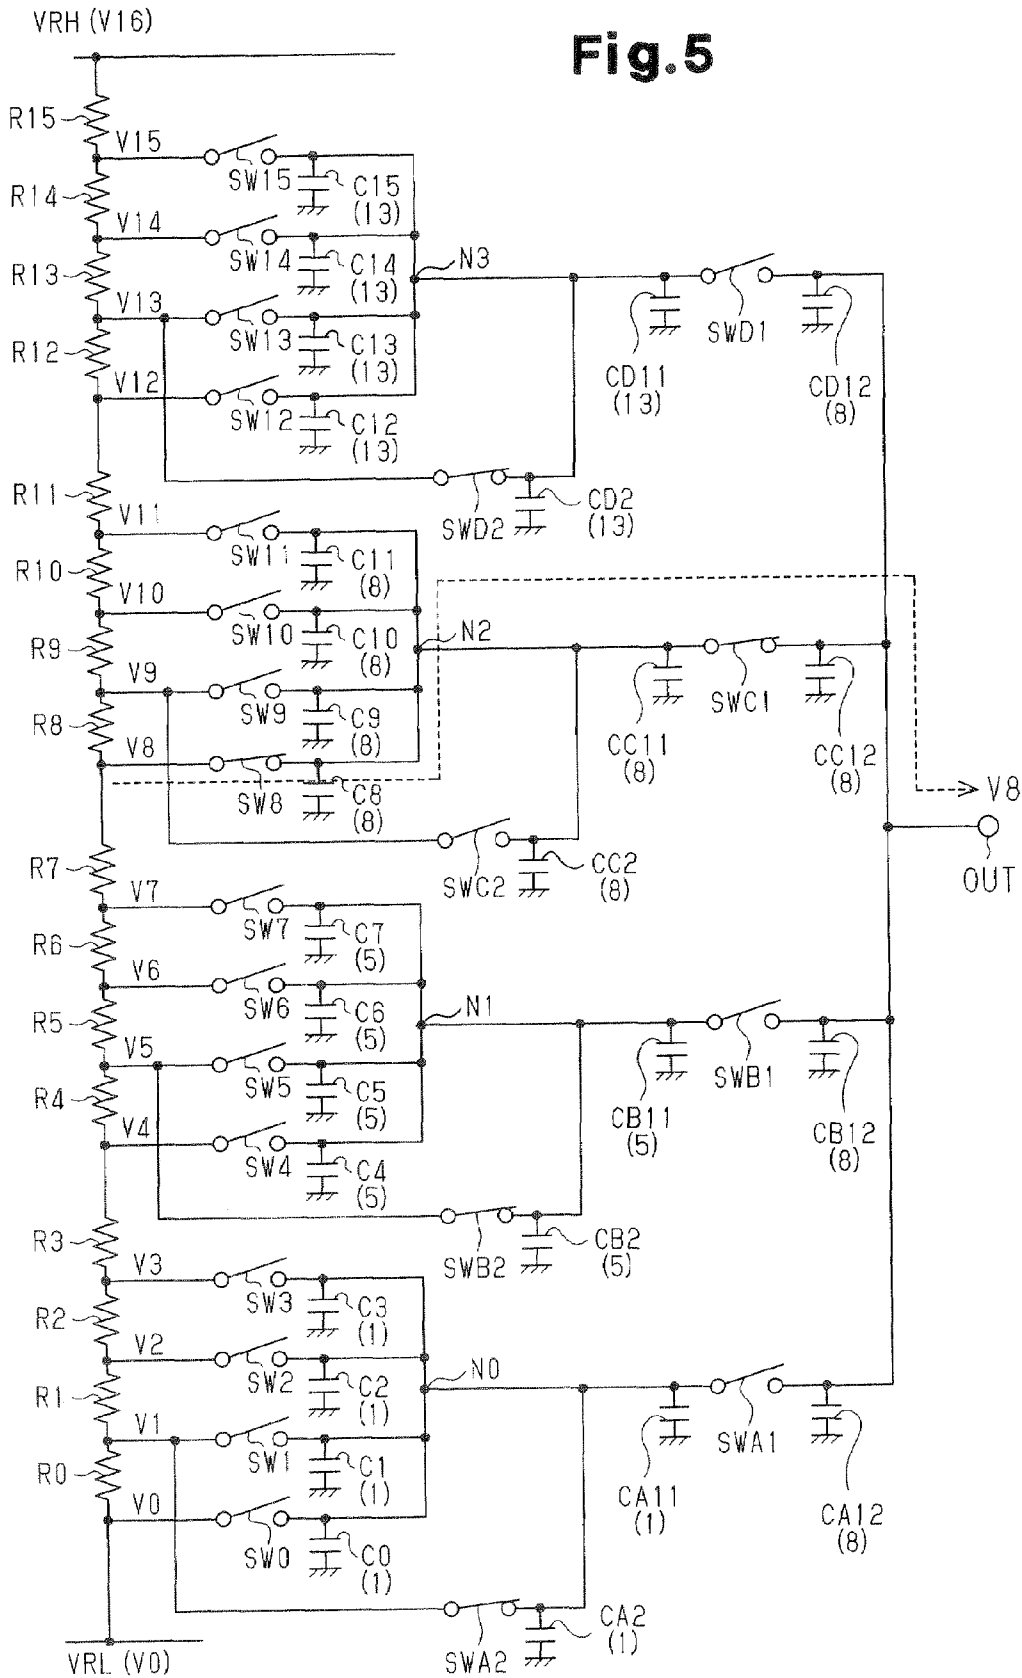 VRH (V16)
Fig.5
R15
V15
SW15
C15
(13)
R14
V14
SW14
C14
(13)
N3
R13
V13
SW13
C13
(13)
SWD1
CD11
(13)
CD12
(8)
R12
V12
SW12
C12
(13)
R11
SWD2
CD2
(13)
V11
SW11
C11
(8)
R10
V10
SW10
C10
(8)
N2
R9
V9
SW9
C9
(8)
SWC1
CC11
(8)
CC12
(8)
R8
V8
SW8
C8
(8)
V8
OUT
R7
SWC2
CC2
(8)
V7
SW7
C7
(5)
R6
V6
SW6
C6
(5)
N1
R5
V5
SW5
C5
(5)
SWB1
CB11
(5)
CB12
(8)
R4
V4
SW4
C4
(5)
R3
SWB2
CB2
(5)
V3
SW3
C3
(1)
R2
V2
SW2
C2
(1)
N0
R1
V1
SW1
C1
(1)
SWA1
CA11
(1)
CA12
(8)
R0
V0
SW0
C0
(1)
SWA2
CA2
(1)
VRL (V0)